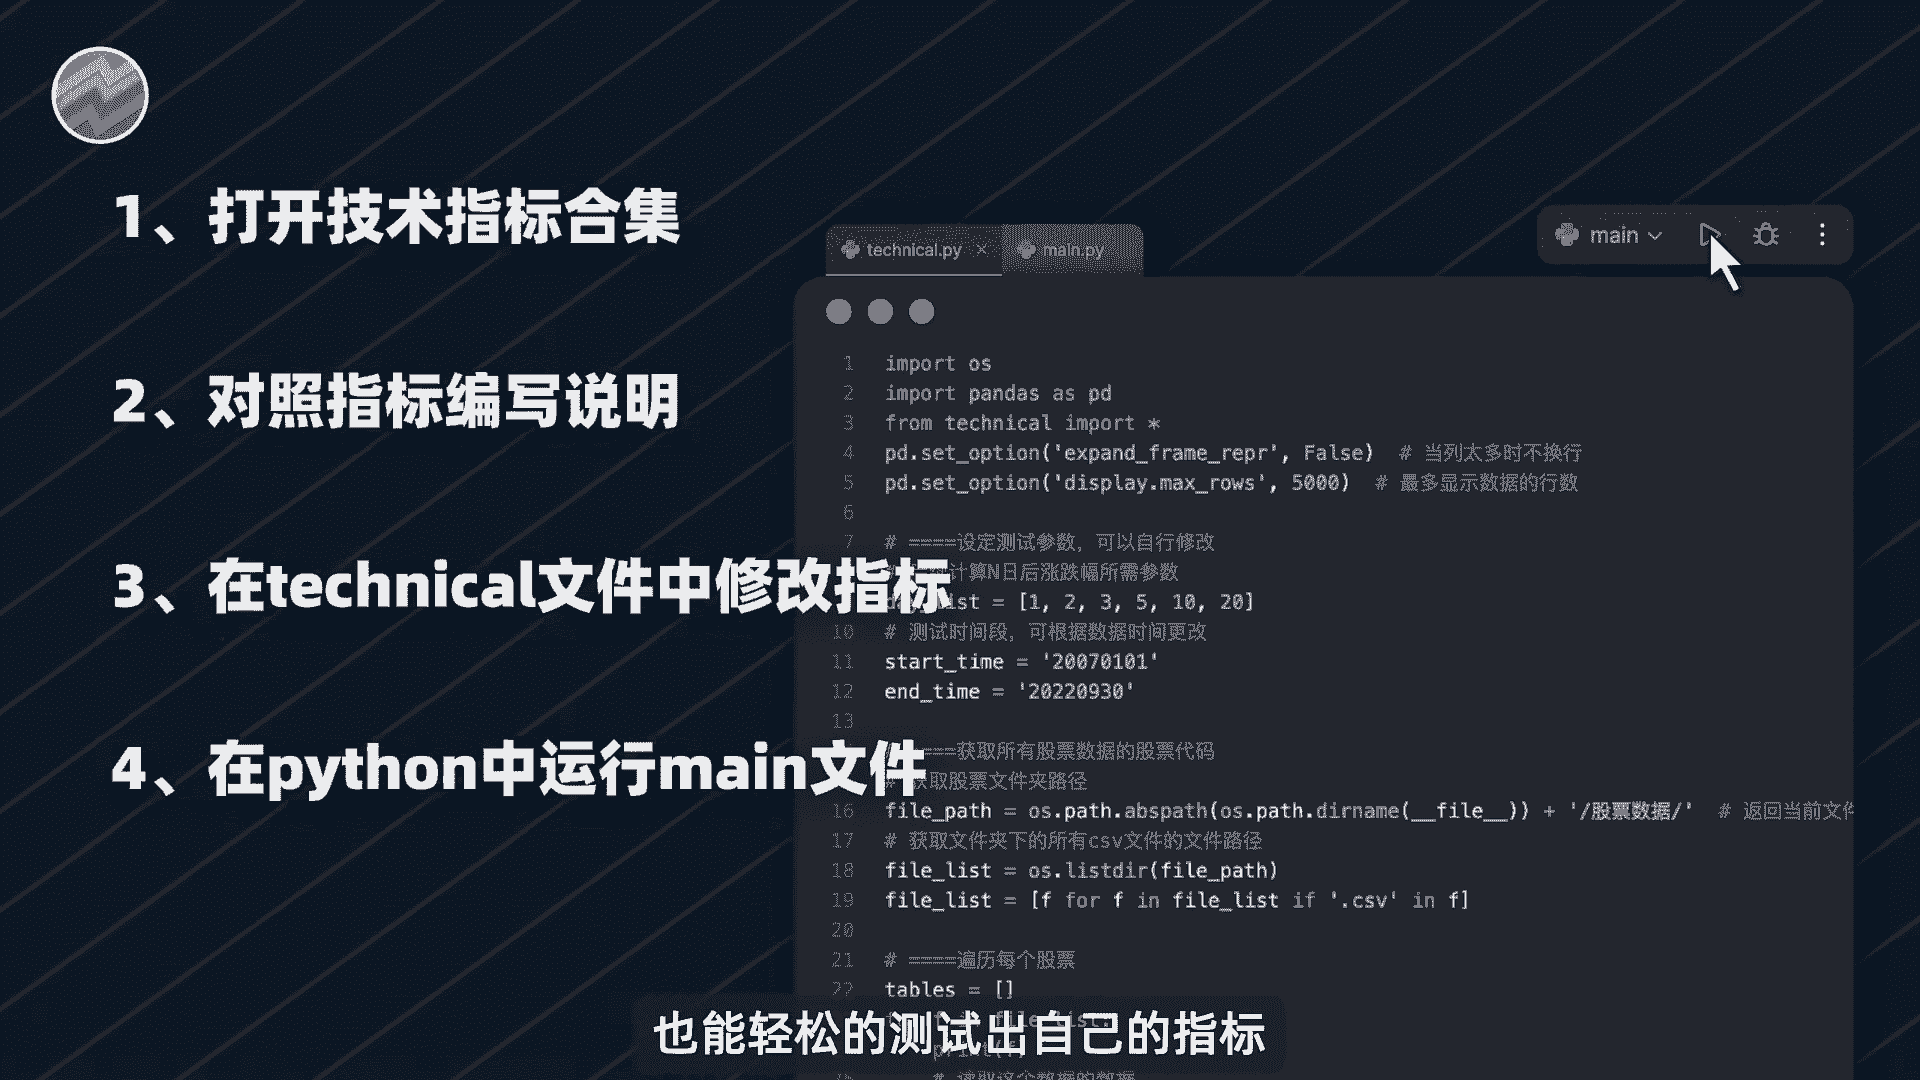 1、打开技术指标合集
2、对照指标编写说明
3、在technical文件中修改指标
4、在python中运行main文件
technical.py ×
main.py
main
1 import os
2 import pandas as pd
3 from technical import *
4 pd.set_option('expand_frame_repr', False)  # 当列太多时不换行
5 pd.set_option('display.max_rows', 5000)  # 最多显示数据的行数
6
7 # ====设定测试参数，可以自行修改
计算N日后涨跌幅所需参数
list = [1, 2, 3, 5, 10, 20]
10 # 测试时间段，可根据数据时间更改
11 start_time = '20070101'
12 end_time = '20220930'
13
===获取所有股票数据的股票代码
获取股票文件夹路径
16 file_path = os.path.abspath(os.path.dirname(__file__)) + '/股票数据/'  # 返回当前文件
17 # 获取文件夹下的所有csv文件的文件路径
18 file_list = os.listdir(file_path)
19 file_list = [f for f in file_list if '.csv' in f]
20
21 # ====遍历每个股票
22 tables = []
也能轻松的测试出自己的指标